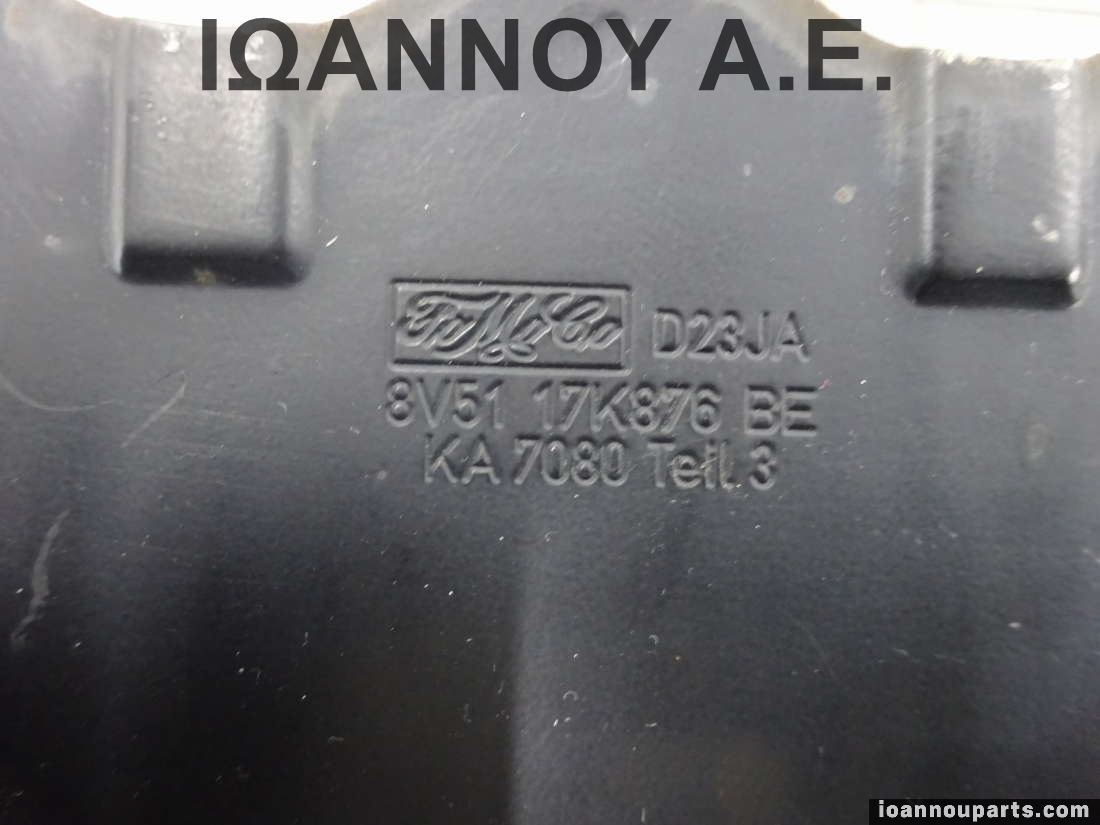 ΙΩΑΝΝΟΥ Α.Ε.
FoMoCo D23JA
8V51 17K876 BE
KA 7080 Teil 3
ioannouparts.com